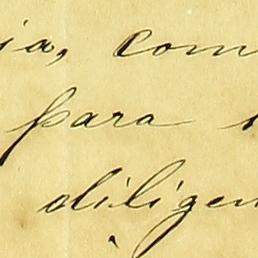 ia, com
para
diligen